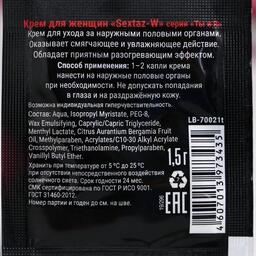 Крем для женщин «Sextaz-W» серии «Ты и Я»
Крем для ухода за наружными половыми органами.
Оказывает смягчающее и увлажняющее действие.
Обладает приятным разогревающим эффектом.
Способ применения: 1-2 капли крема
нанести на наружные половые органы
при необходимости. Не допускать попадания
в глаза и на раздражённую кожу.
Возможна индивидуальная гиперчувствительность.
Состав: Aqua, Isopropyl Myristate, PEG-8,
Wax Emulsifying, Caprylic/Capric Triglyceride,
Menthyl Lactate, Citrus Aurantium Bergamia Fruit
Oil, Methylparaben, Acrylates/C10-30 Alkyl Acrylate
Crosspolymer, Triethanolamine, Propylparaben,
Vanillyl Butyl Ether.
Хранить при температуре от 5 °С до 25 °С
при отсутствии непосредственного воздействия
солнечного света. Срок годности 24 мес.
СМК сертифицирована по ГОСТ Р ИСО 9001.
ГОСТ 31460-2012.
Номер партии и годен до см. на шве.
LB-70021t
1,5 г
EAC
4607013973435